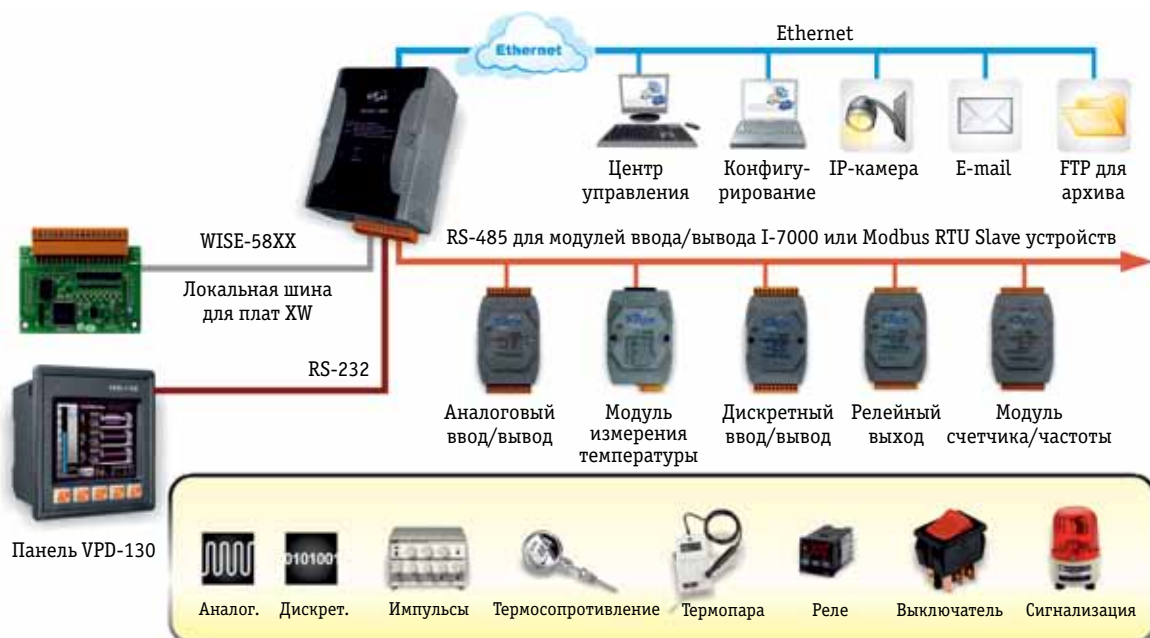 Ethernet
Ethernet
Центр
управления
Конфигу-
рирование
IP-камера
E-mail
FTP для
архива
WISE-58XX
RS-485 для модулей ввода/вывода I-7000 или Modbus RTU Slave устройств
Локальная шина
для плат XW
RS-232
Аналоговый
ввод/вывод
Модуль
измерения
температуры
Дискретный
ввод/вывод
Релейный
выход
Модуль
счетчика/частоты
Панель VPD-130
0101001
Аналог.
Дискрет.
Импульсы
Термосопротивление
Термопара
Реле
Выключатель
Сигнализация